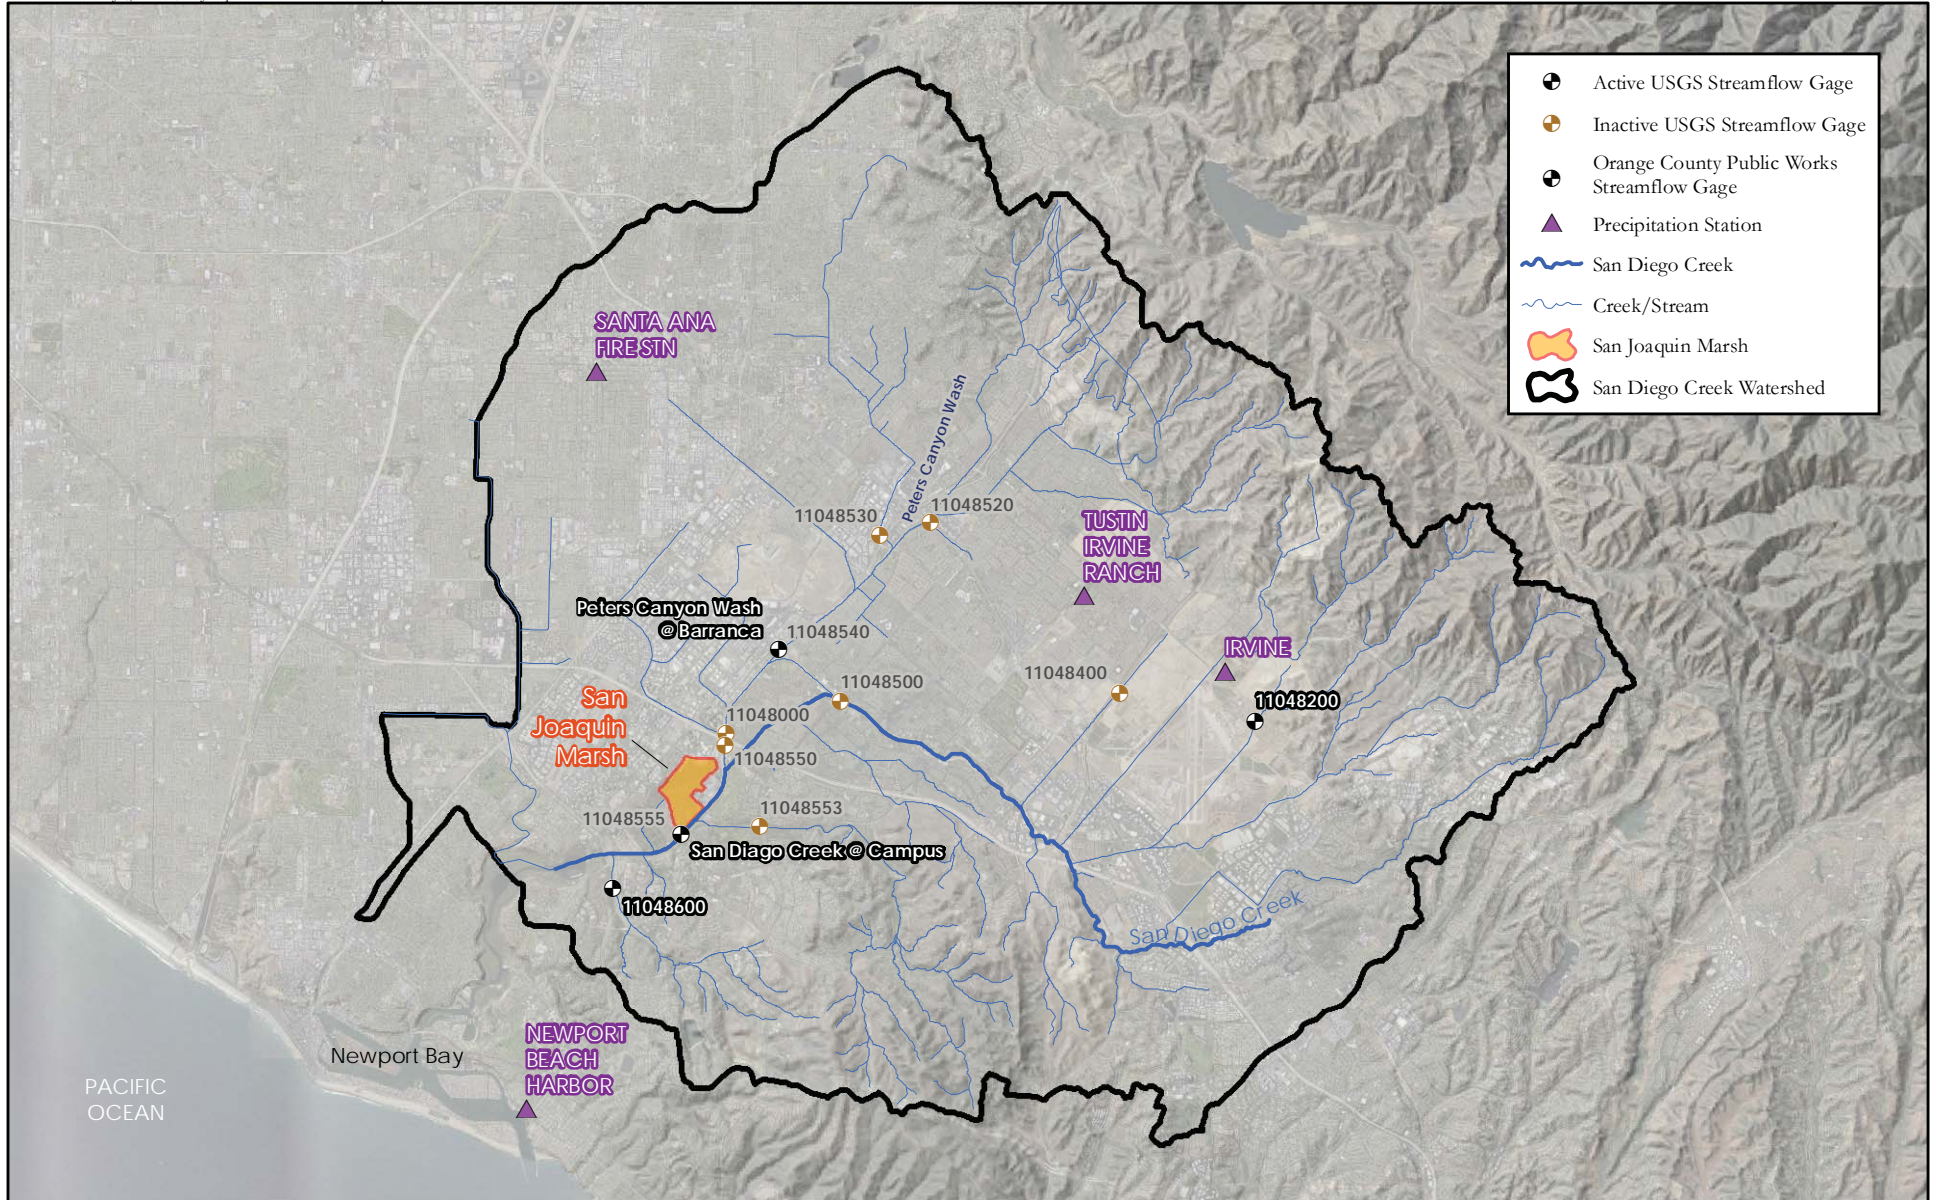 Active USGS Streamflow Gage
Inactive USGS Streamflow Gage
Orange County Public Works
Streamflow Gage
Precipitation Station
San Diego Creek
Creek/Stream
San Joaquin Marsh
San Diego Creek Watershed
SANTA ANA
FIRE STN
Peters Canyon Wash
11048530
11048520
TUSTIN
IRVINE
RANCH
Peters Canyon Wash
@ Barranca
11048540
IRVINE
11048400
11048500
11048200
San
Joaquin
Marsh
11048000
11048550
11048553
11048555
San Diago Creek @ Campus
11048600
San Diego Creek
NEWPORT
BEACH
HARBOR
Newport Bay
PACIFIC
OCEAN